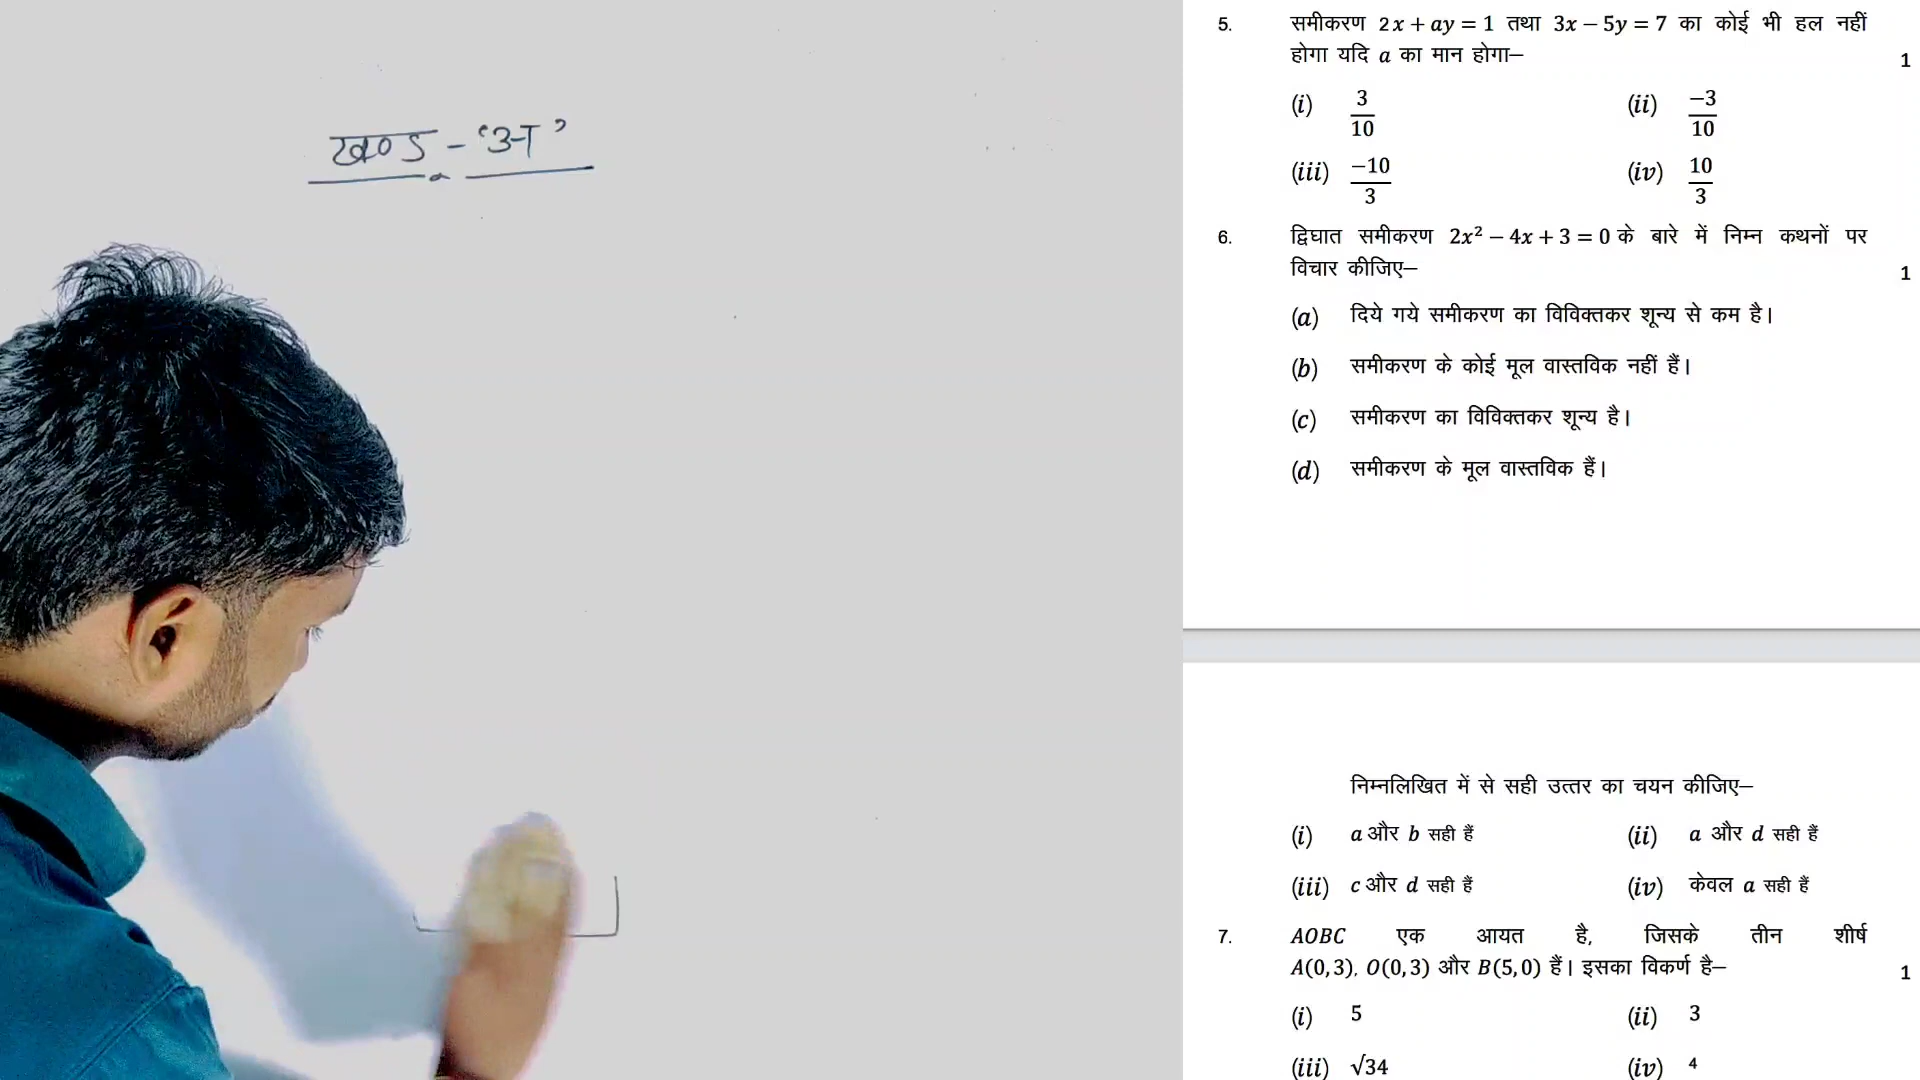 खण्ड - 'अ'
5. समीकरण 2x + ay = 1 तथा 3x − 5y = 7 का कोई भी हल नहीं
होगा यदि a का मान होगा− 1
(i) 3/10 (ii) −3/10
(iii) −10/3 (iv) 10/3
6. द्विघात समीकरण 2x² − 4x + 3 = 0 के बारे में निम्न कथनों पर
विचार कीजिए− 1
(a) दिये गये समीकरण का विविक्तकर शून्य से कम है।
(b) समीकरण के कोई मूल वास्तविक नहीं हैं।
(c) समीकरण का विविक्तकर शून्य है।
(d) समीकरण के मूल वास्तविक हैं।
निम्नलिखित में से सही उत्तर का चयन कीजिए−
(i) a और b सही हैं (ii) a और d सही हैं
(iii) c और d सही हैं (iv) केवल a सही हैं
7. AOBC एक आयत है, जिसके तीन शीर्ष
A(0,3), O(0,3) और B(5,0) हैं। इसका विकर्ण है− 1
(i) 5 (ii) 3
(iii) √34 (iv) 4